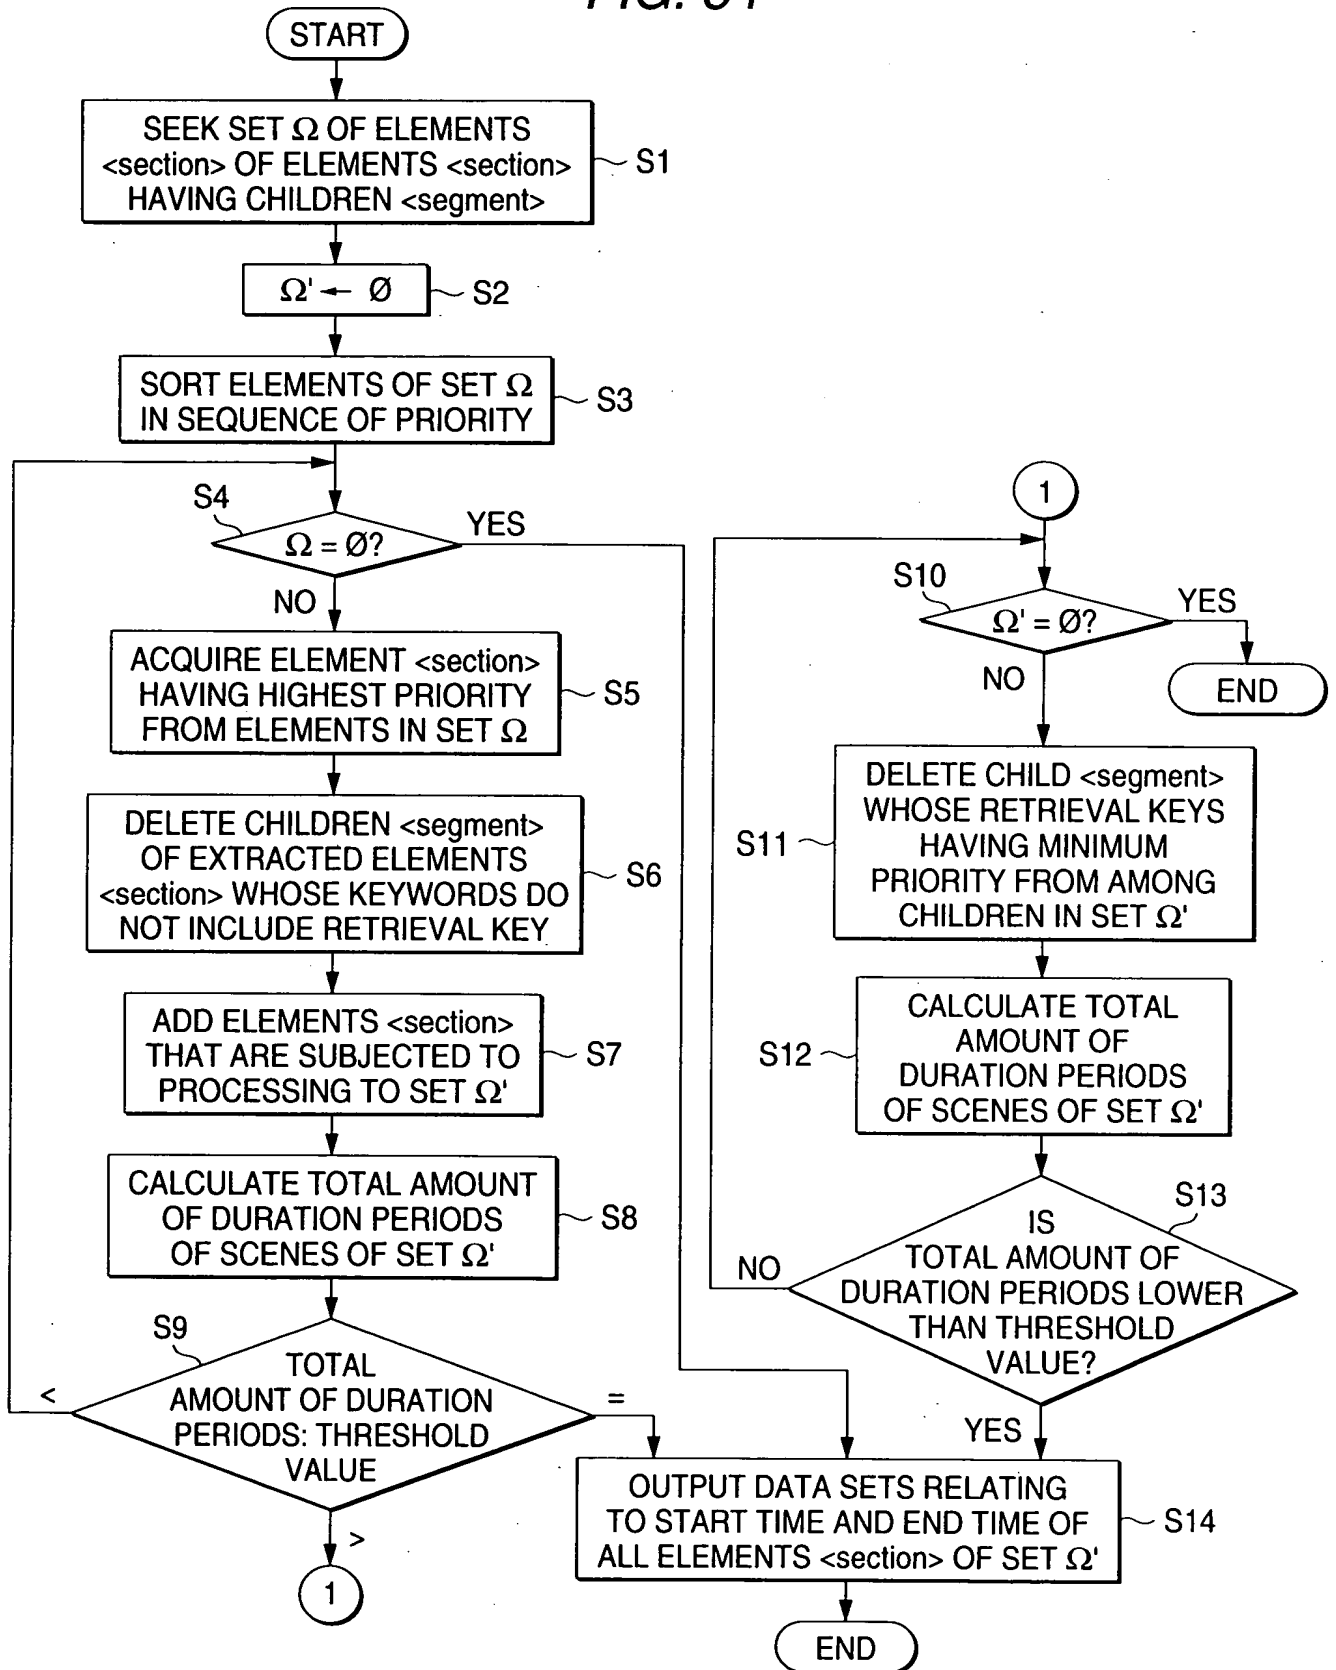 START
SEEK SET Ω OF ELEMENTS
<section> OF ELEMENTS <section>
HAVING CHILDREN <segment>
S1
Ω' ← Ø
S2
SORT ELEMENTS OF SET Ω
IN SEQUENCE OF PRIORITY
S3
S4
Ω = Ø?
YES
NO
ACQUIRE ELEMENT <section>
HAVING HIGHEST PRIORITY
FROM ELEMENTS IN SET Ω
S5
DELETE CHILDREN <segment>
OF EXTRACTED ELEMENTS
<section> WHOSE KEYWORDS DO
NOT INCLUDE RETRIEVAL KEY
S6
ADD ELEMENTS <section>
THAT ARE SUBJECTED TO
PROCESSING TO SET Ω'
S7
CALCULATE TOTAL AMOUNT
OF DURATION PERIODS
OF SCENES OF SET Ω'
S8
S9
TOTAL
AMOUNT OF DURATION
PERIODS: THRESHOLD
VALUE
<
=
>
1
1
S10
Ω' = Ø?
YES
END
NO
DELETE CHILD <segment>
WHOSE RETRIEVAL KEYS
HAVING MINIMUM
PRIORITY FROM AMONG
CHILDREN IN SET Ω'
S11
CALCULATE TOTAL
AMOUNT OF
DURATION PERIODS
OF SCENES OF SET Ω'
S12
S13
IS
TOTAL AMOUNT OF
DURATION PERIODS LOWER
THAN THRESHOLD
VALUE?
NO
YES
OUTPUT DATA SETS RELATING
TO START TIME AND END TIME OF
ALL ELEMENTS <section> OF SET Ω'
S14
END